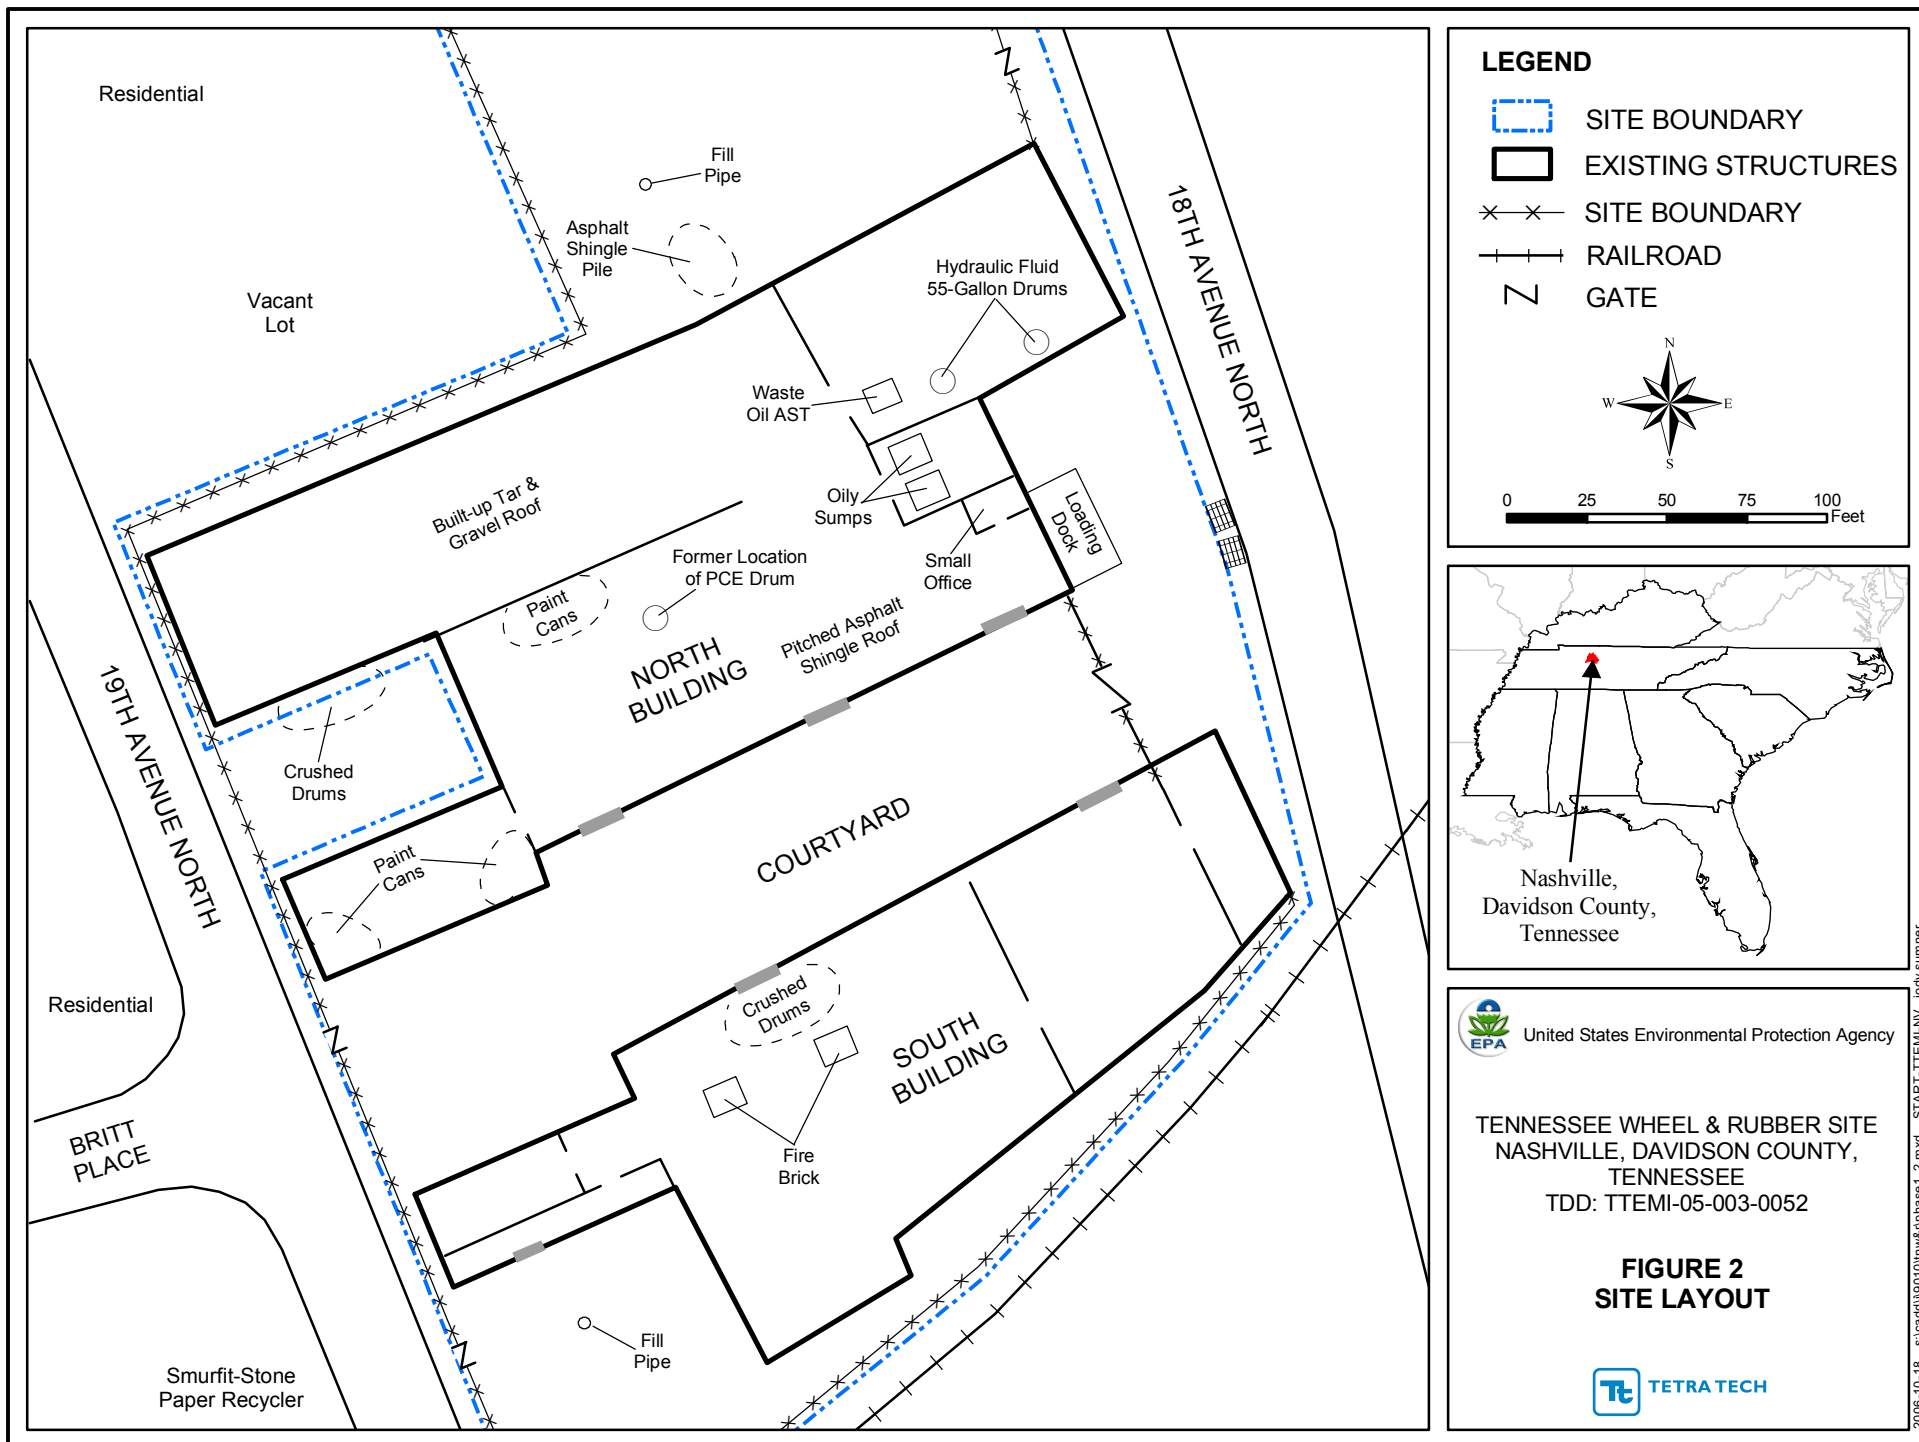 Residential
Vacant
Lot
Fill
Pipe
Asphalt
Shingle
Pile
Hydraulic Fluid
55-Gallon Drums
18TH AVENUE NORTH
Waste
Oil AST
Built-up Tar &
Gravel Roof
Oily
Sumps
Loading
Dock
Small
Office
Former Location
of PCE Drum
Paint
Cans
Pitched Asphalt
Shingle Roof
NORTH
BUILDING
19TH AVENUE NORTH
Crushed
Drums
COURTYARD
Paint
Cans
Residential
Crushed
Drums
SOUTH
BUILDING
BRITT
PLACE
Fire
Brick
Fill
Pipe
Smurfit-Stone
Paper Recycler
LEGEND
SITE BOUNDARY
EXISTING STRUCTURES
SITE BOUNDARY
RAILROAD
GATE
N
W E
S
0 25 50 75 100
Feet
Nashville,
Davidson County,
Tennessee
EPA
United States Environmental Protection Agency
TENNESSEE WHEEL & RUBBER SITE
NASHVILLE, DAVIDSON COUNTY,
TENNESSEE
TDD: TTEMI-05-003-0052
FIGURE 2
SITE LAYOUT
Tt TETRA TECH